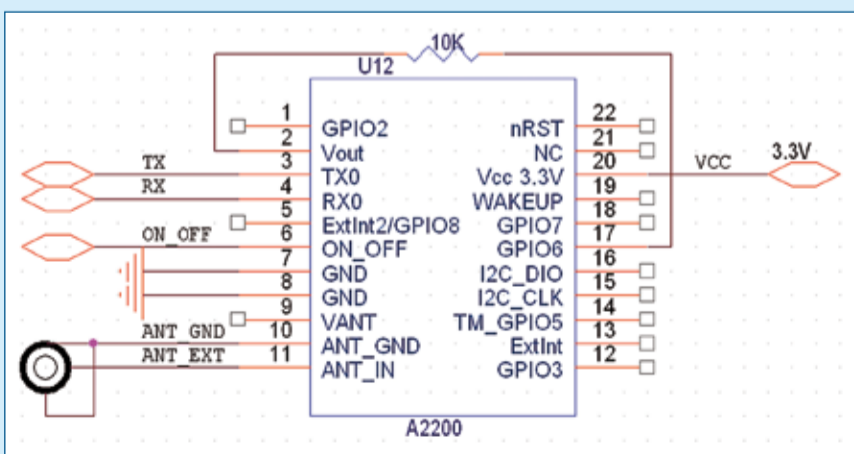 10K
U12
1
GPIO2
2
Vout
TX
3
TX0
RX
4
RX0
5
ExtInt2/GPIO8
ON_OFF
6
ON_OFF
7
GND
8
GND
9
VANT
ANT_GND
10
ANT_GND
ANT_EXT
11
ANT_IN
22
nRST
21
NC
20
Vcc 3.3V
VCC
3.3V
19
WAKEUP
18
GPIO7
17
GPIO6
16
I2C_DIO
15
I2C_CLK
14
TM_GPIO5
13
ExtInt
12
GPIO3
A2200